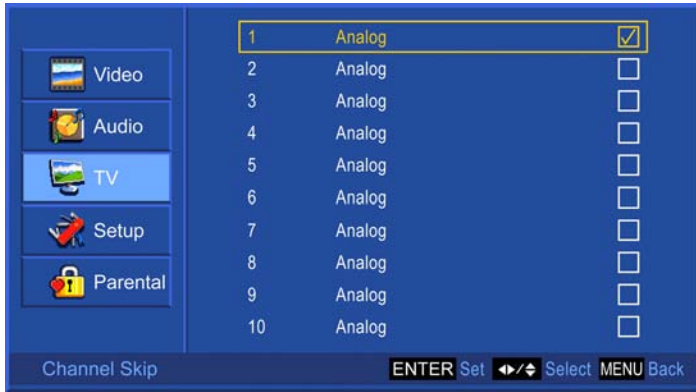 Video
Audio
TV
Setup
Parental
1 Analog
2 Analog
3 Analog
4 Analog
5 Analog
6 Analog
7 Analog
8 Analog
9 Analog
10 Analog
Channel Skip ENTER Set Select MENU Back